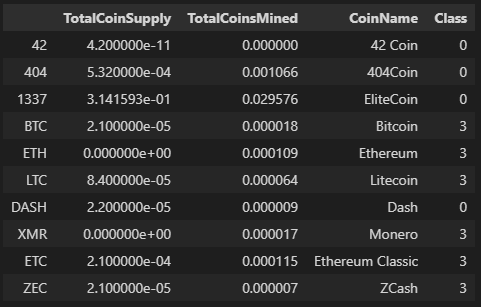 TotalCoinSupply TotalCoinsMined CoinName Class
42 4.200000e-11 0.000000 42 Coin 0
404 5.320000e-04 0.001066 404Coin 0
1337 3.141593e-01 0.029576 EliteCoin 0
BTC 2.100000e-05 0.000018 Bitcoin 3
ETH 0.000000e+00 0.000109 Ethereum 3
LTC 8.400000e-05 0.000064 Litecoin 3
DASH 2.200000e-05 0.000009 Dash 0
XMR 0.000000e+00 0.000017 Monero 3
ETC 2.100000e-04 0.000115 Ethereum Classic 3
ZEC 2.100000e-05 0.000007 ZCash 3